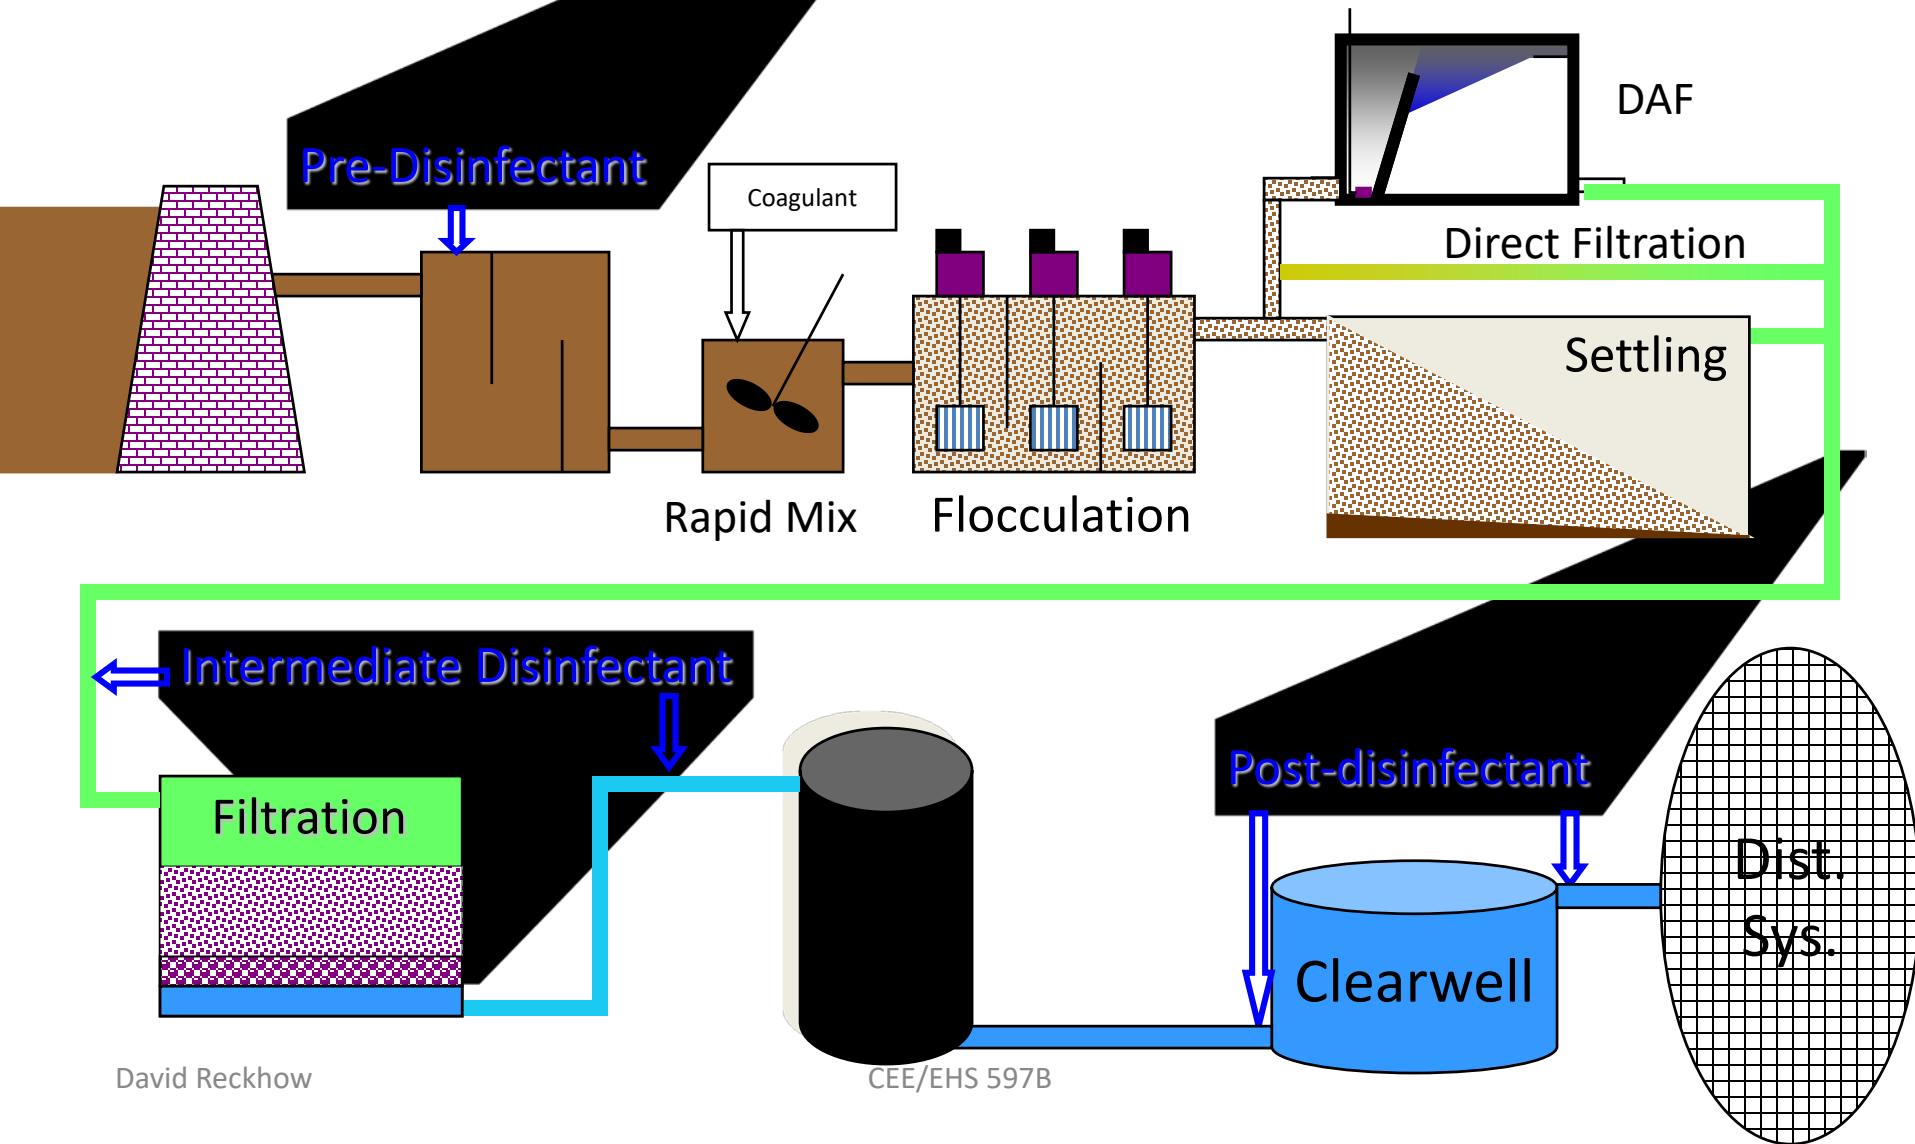 DAF
Pre-Disinfectant
Coagulant
Direct Filtration
Settling
Rapid Mix
Flocculation
Intermediate Disinfectant
Post-disinfectant
Filtration
Dist.
Sys.
Clearwell
David Reckhow
CEE/EHS 597B